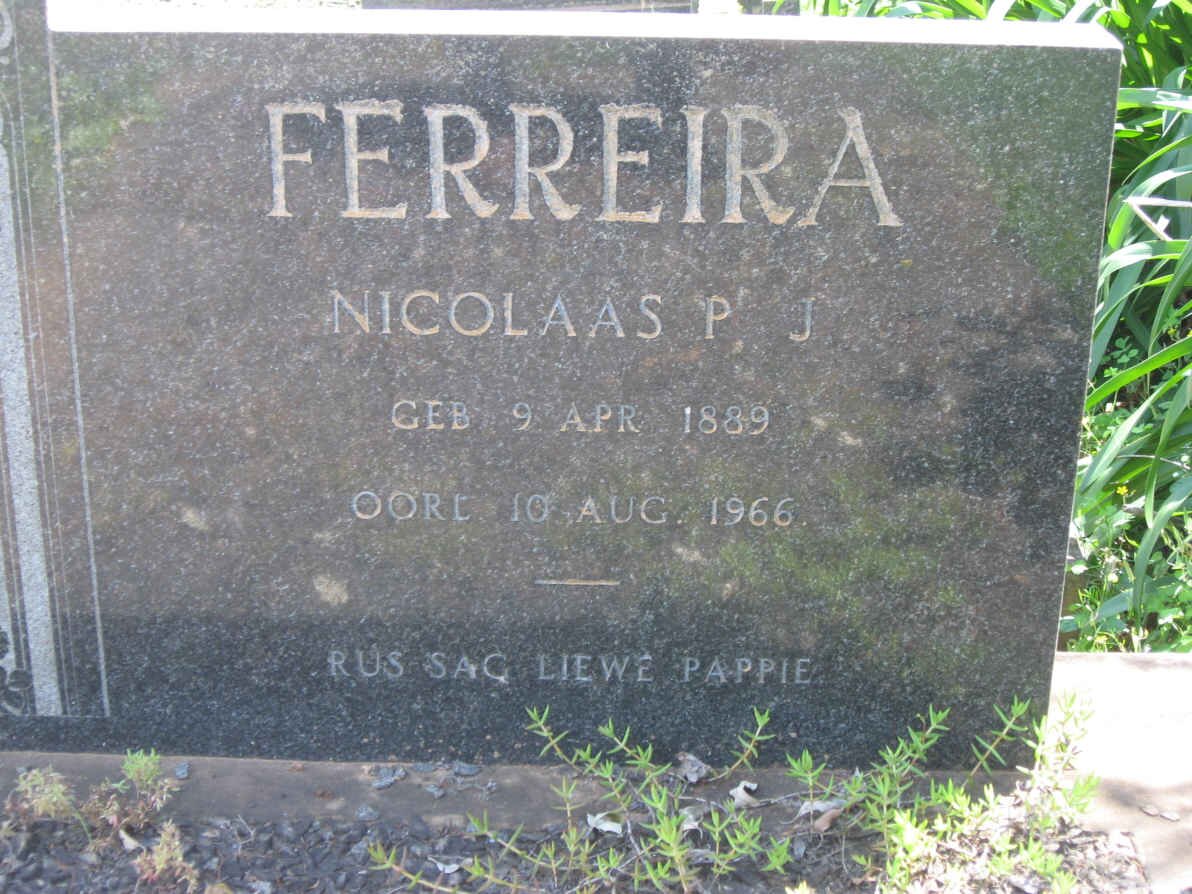 FERREIRA
NICOLAAS P J
GEB 9 APR 1889
OORL 10 AUG. 1966.
RUS SAG LIEWE PAPPIE.